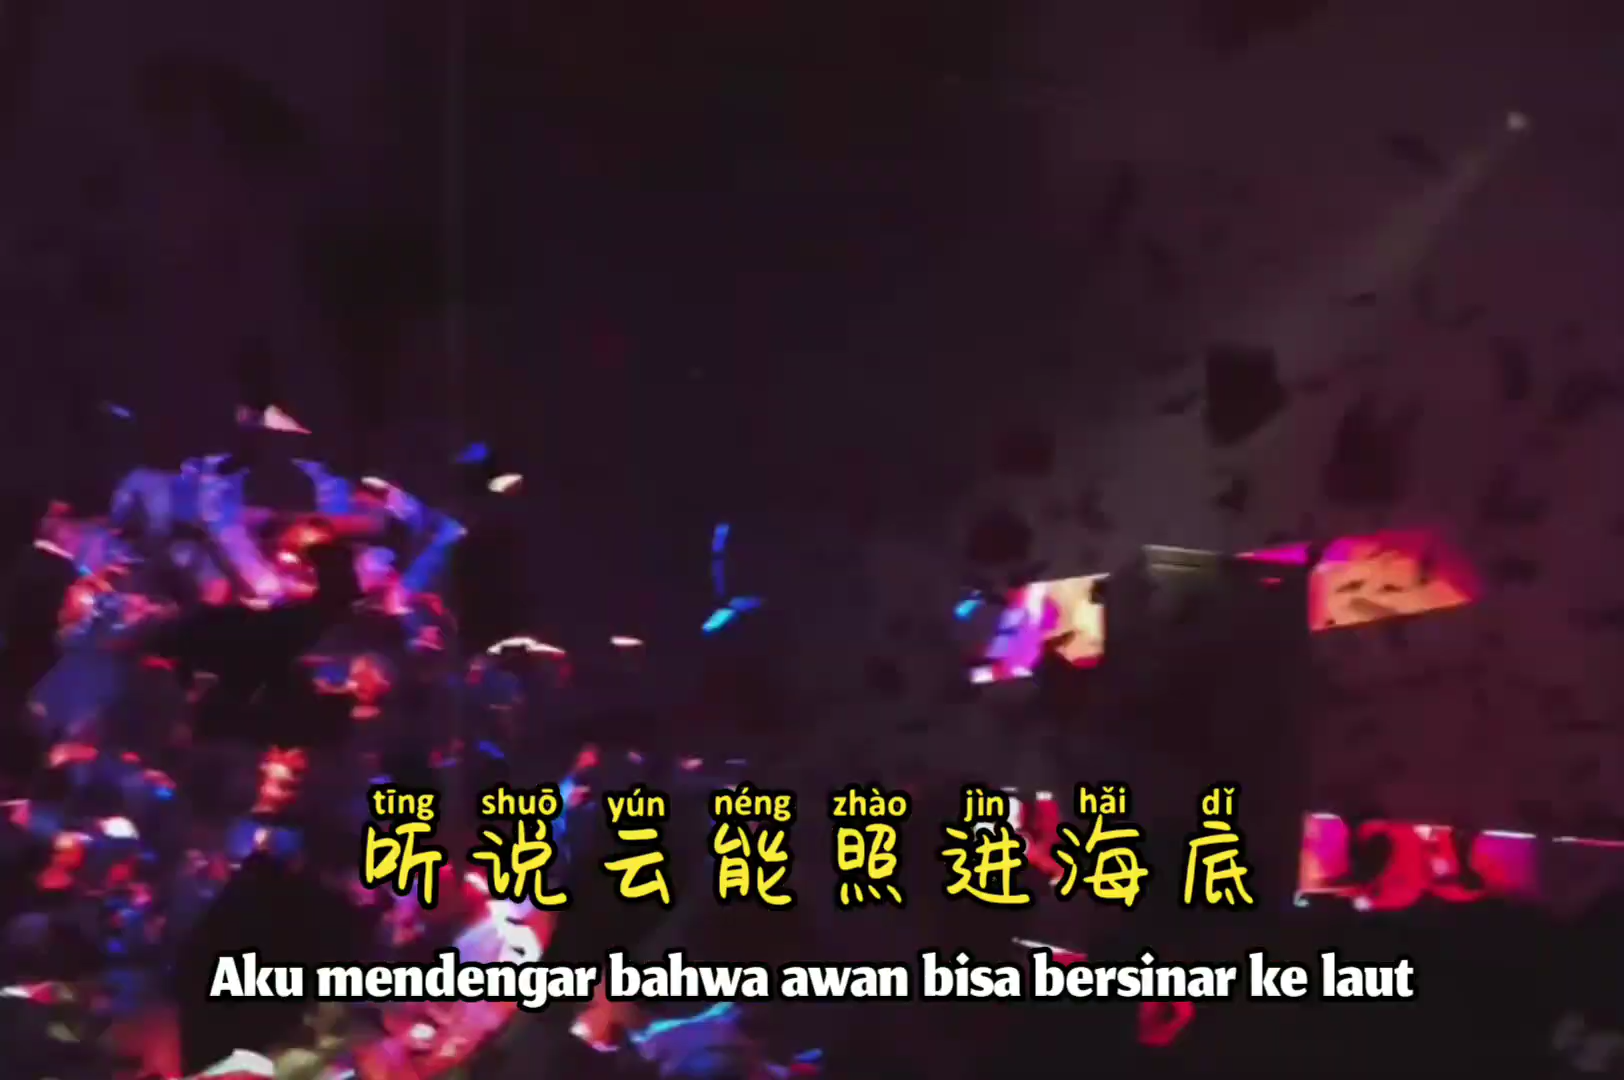 tīng shuō yún néng zhào jìn hǎi dǐ
听说云能照进海底
Aku mendengar bahwa awan bisa bersinar ke laut